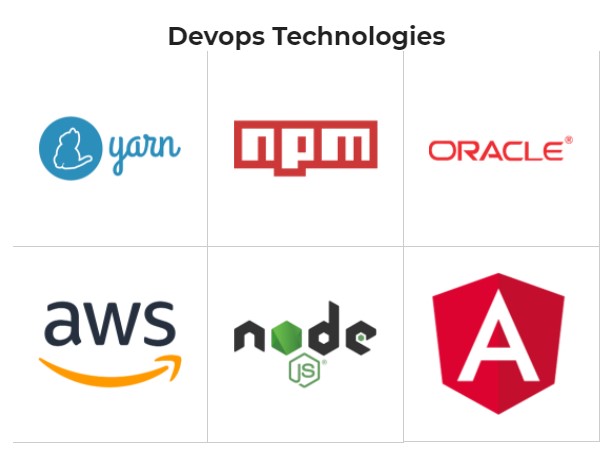 Devops Technologies
yarn
npm
ORACLE®
aws
node
JS®
A